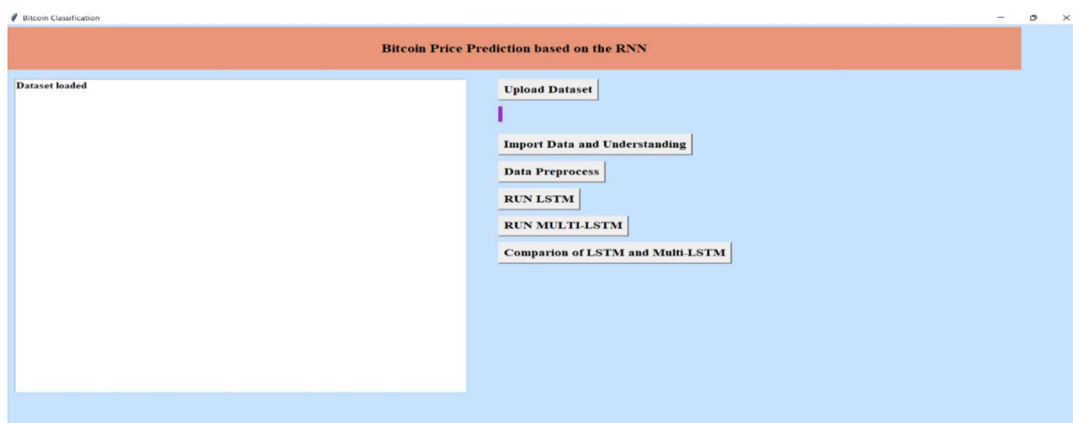 Bitcoin Classification
Bitcoin Price Prediction based on the RNN
Dataset loaded
Upload Dataset
Import Data and Understanding
Data Preprocess
RUN LSTM
RUN MULTI-LSTM
Comparion of LSTM and Multi-LSTM